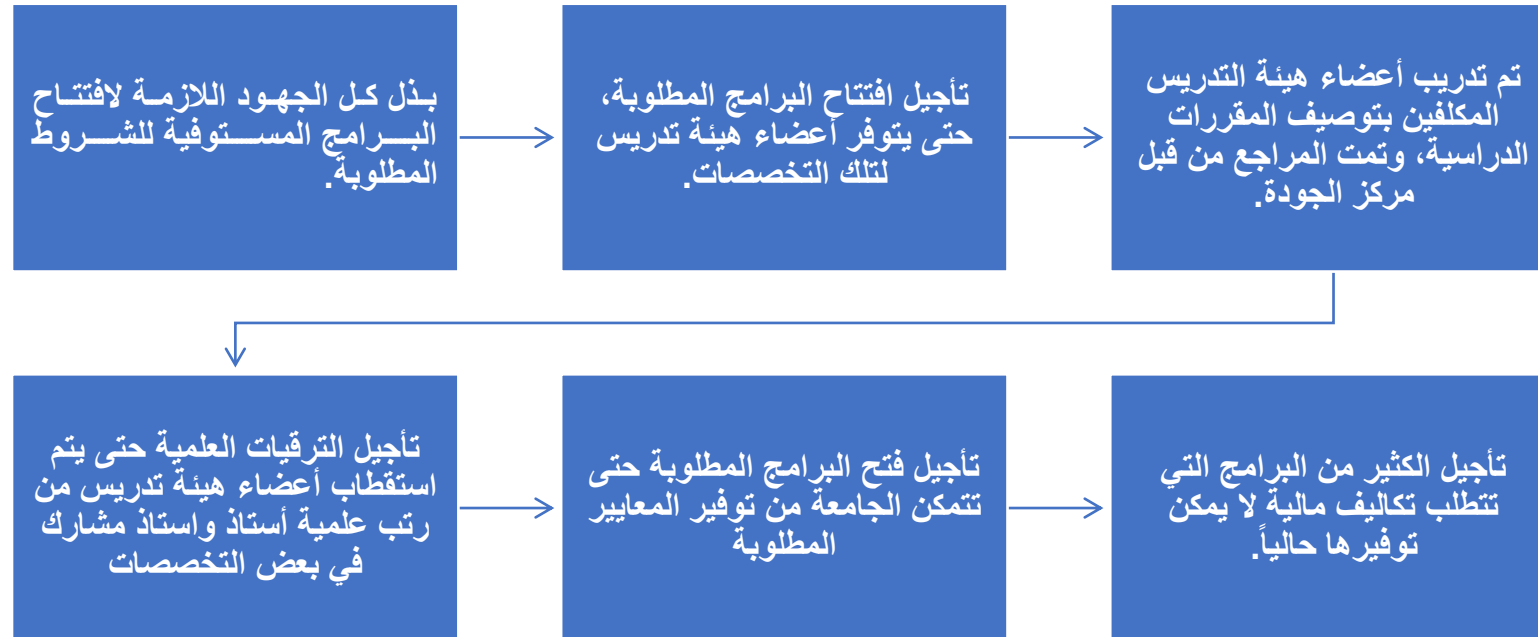 بذل كل الجهود اللازمة لافتتاح
البرامج المستوفية للشروط
المطلوبة.
تأجيل افتتاح البرامج المطلوبة،
حتى يتوفر أعضاء هيئة تدريس
لتلك التخصصات.
تم تدريب أعضاء هيئة التدريس
المكلفين بتوصيف المقررات
الدراسية، وتمت المراجع من قبل
مركز الجودة.
تأجيل الترقيات العلمية حتى يتم
استقطاب أعضاء هيئة تدريس من
رتب علمية أستاذ واستاذ مشارك
في بعض التخصصات
تأجيل فتح البرامج المطلوبة حتى
تتمكن الجامعة من توفير المعايير
المطلوبة
تأجيل الكثير من البرامج التي
تتطلب تكاليف مالية لا يمكن
توفيرها حالياً.